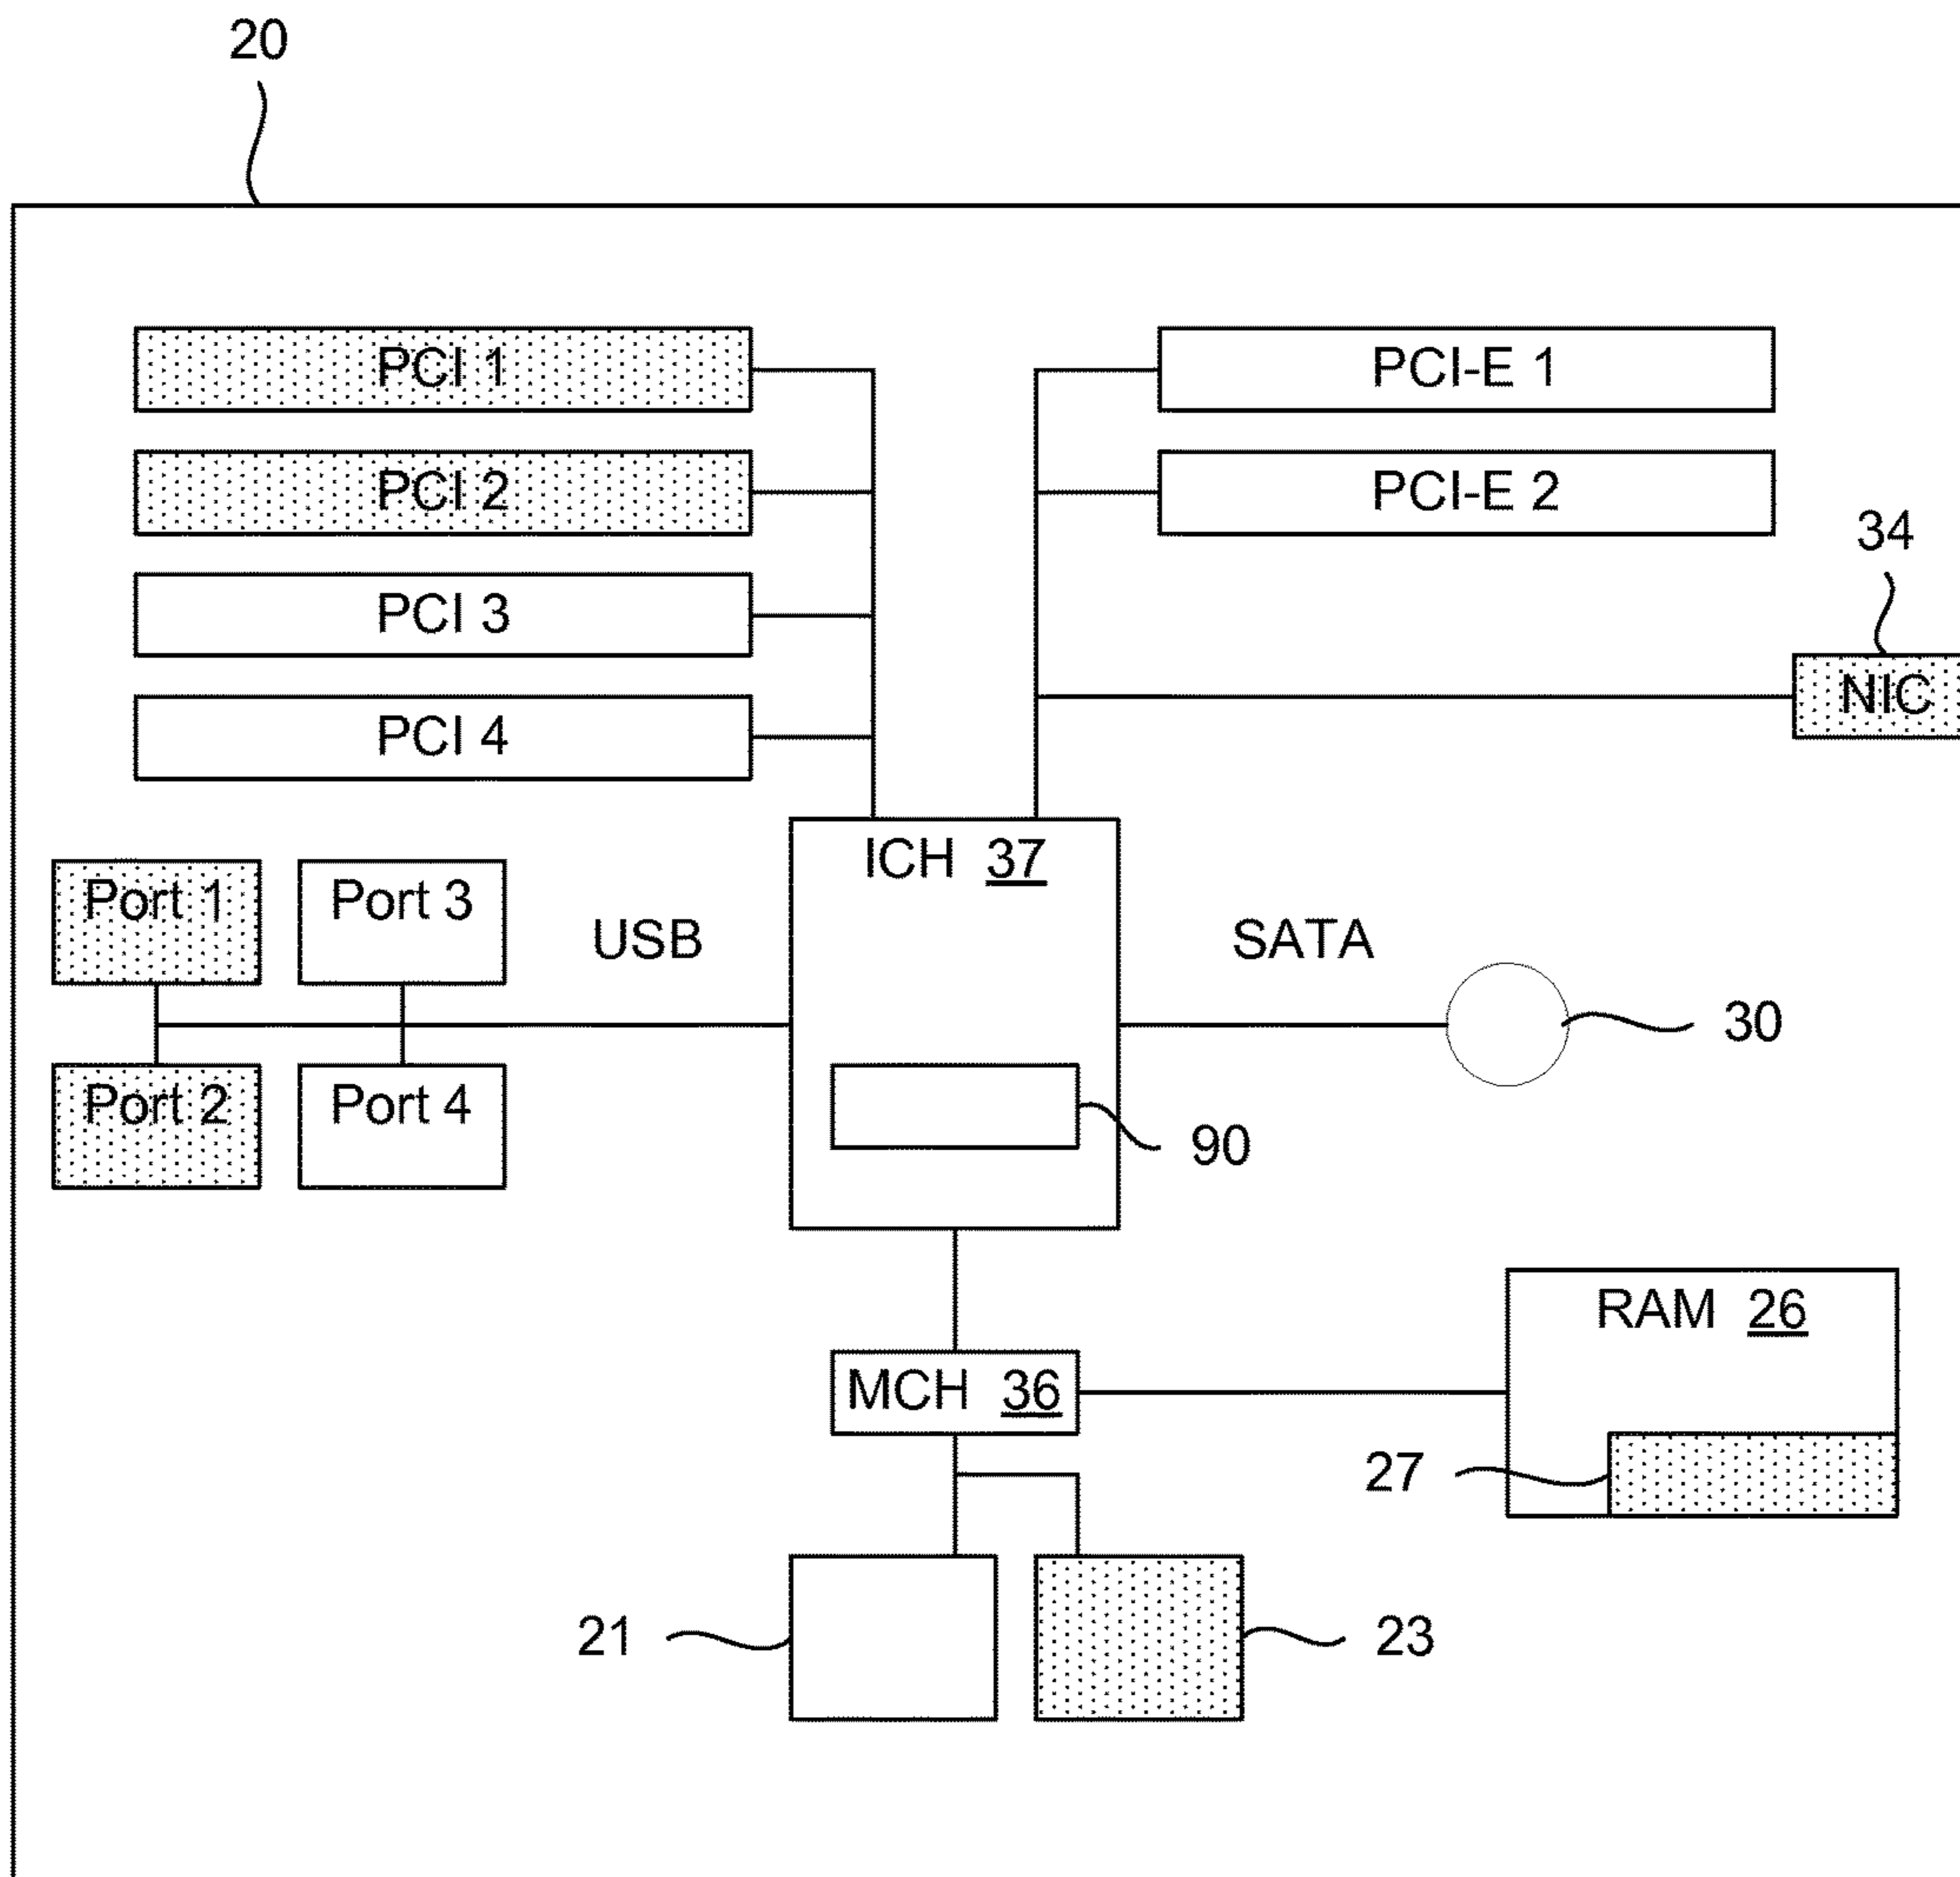 20
PCI 1
PCI-E 1
PCI 2
PCI-E 2
34
PCI 3
NIC
PCI 4
ICH 37
Port 1
Port 3
USB
SATA
30
Port 2
Port 4
90
RAM 26
MCH 36
27
21
23